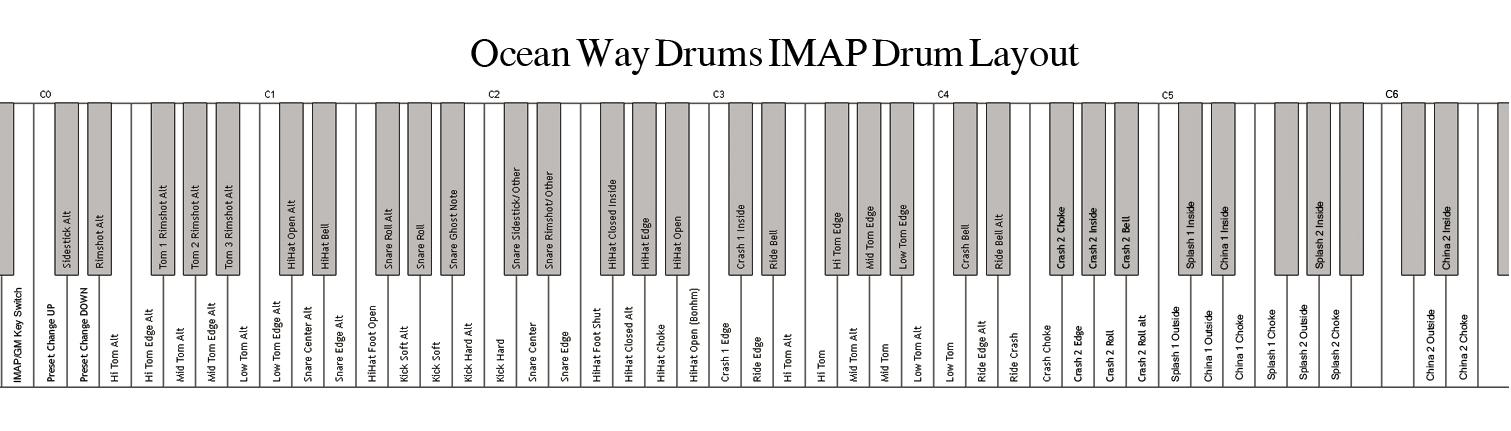 Ocean Way Drums IMAP Drum Layout
C0
C1
C2
C3
C4
C5
C6
Sidestick Alt
Rimshot Alt
Tom 1 Rimshot Alt
Tom 2 Rimshot Alt
Tom 3 Rimshot Alt
HiHat Open Alt
HiHat Bell
Snare Roll Alt
Snare Roll
Snare Ghost Note
Snare Sidestick/Other
Snare Rimshot/Other
HiHat Closed Inside
HiHat Edge
HiHat Open
Crash 1 Inside
Ride Bell
Hi Tom Edge
Mid Tom Edge
Low Tom Edge
Crash Bell
Ride Bell Alt
Crash 2 Choke
Crash 2 Inside
Crash 2 Bell
Splash 1 Inside
China 1 Inside
Splash 2 Inside
China 2 Inside
IMAP/GM Key Switch
Preset Change UP
Preset Change DOWN
Hi Tom Alt
Hi Tom Edge Alt
Mid Tom Alt
Mid Tom Edge Alt
Low Tom Alt
Low Tom Edge Alt
Snare Center Alt
Snare Edge Alt
HiHat Foot Open
Kick Soft Alt
Kick Soft
Kick Hard Alt
Kick Hard
Snare Center
Snare Edge
HiHat Foot Shut
HiHat Closed Alt
HiHat Choke
HiHat Open (Bonhm)
Crash 1 Edge
Ride Edge
Hi Tom Alt
Hi Tom
Mid Tom Alt
Mid Tom
Low Tom Alt
Low Tom
Ride Edge Alt
Ride Crash
Crash Choke
Crash 2 Edge
Crash 2 Roll
Crash 2 Roll alt
Splash 1 Outside
China 1 Outside
China 1 Choke
Splash 1 Choke
Splash 2 Outside
Splash 2 Choke
China 2 Outside
China 2 Choke